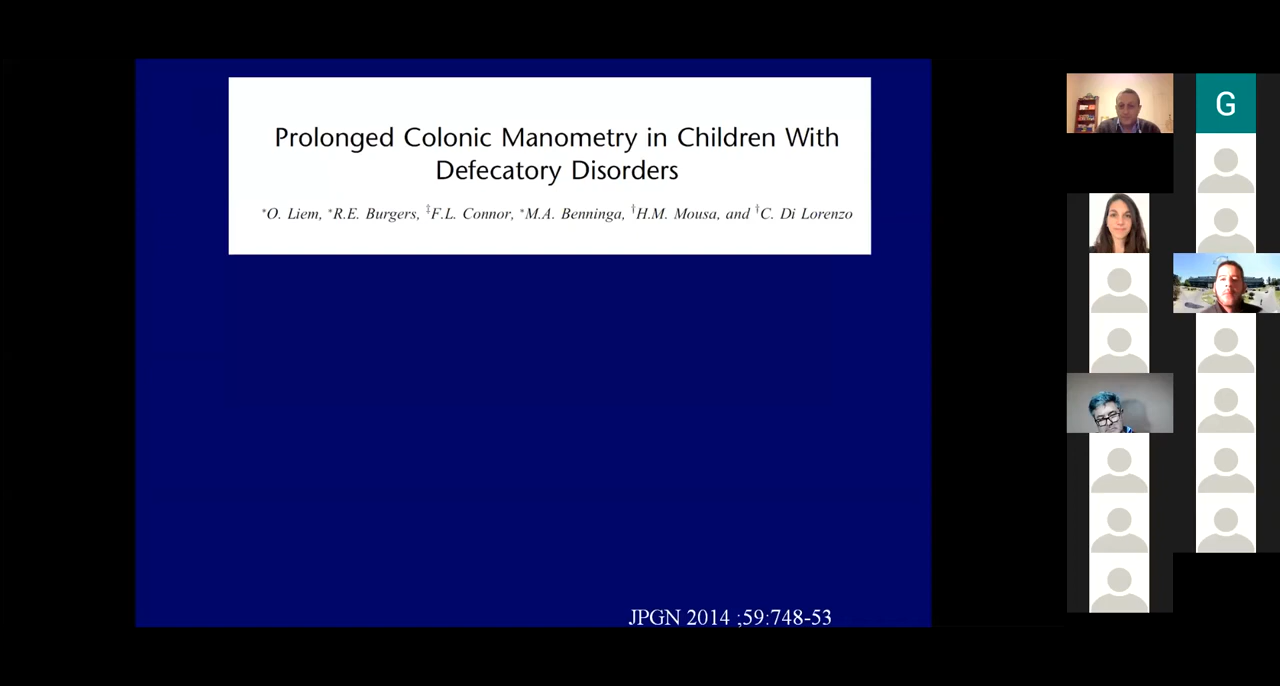 Prolonged Colonic Manometry in Children With
Defecatory Disorders
*O. Liem, *R.E. Burgers, ‡F.L. Connor, *M.A. Benninga, †H.M. Mousa, and †C. Di Lorenzo
JPGN 2014 ;59:748-53
G